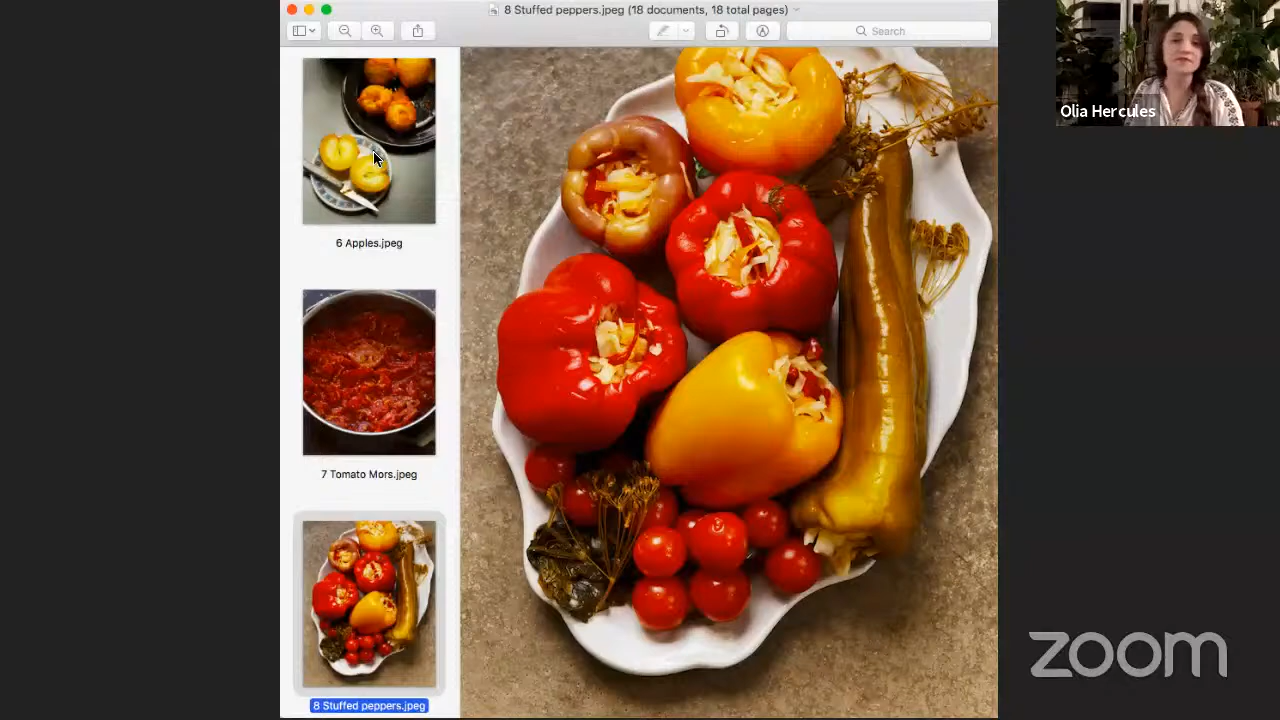 8 Stuffed peppers.jpeg (18 documents, 18 total pages)
Search
6 Apples.jpeg
7 Tomato Mors.jpeg
8 Stuffed peppers.jpeg
Olia Hercules
zoom